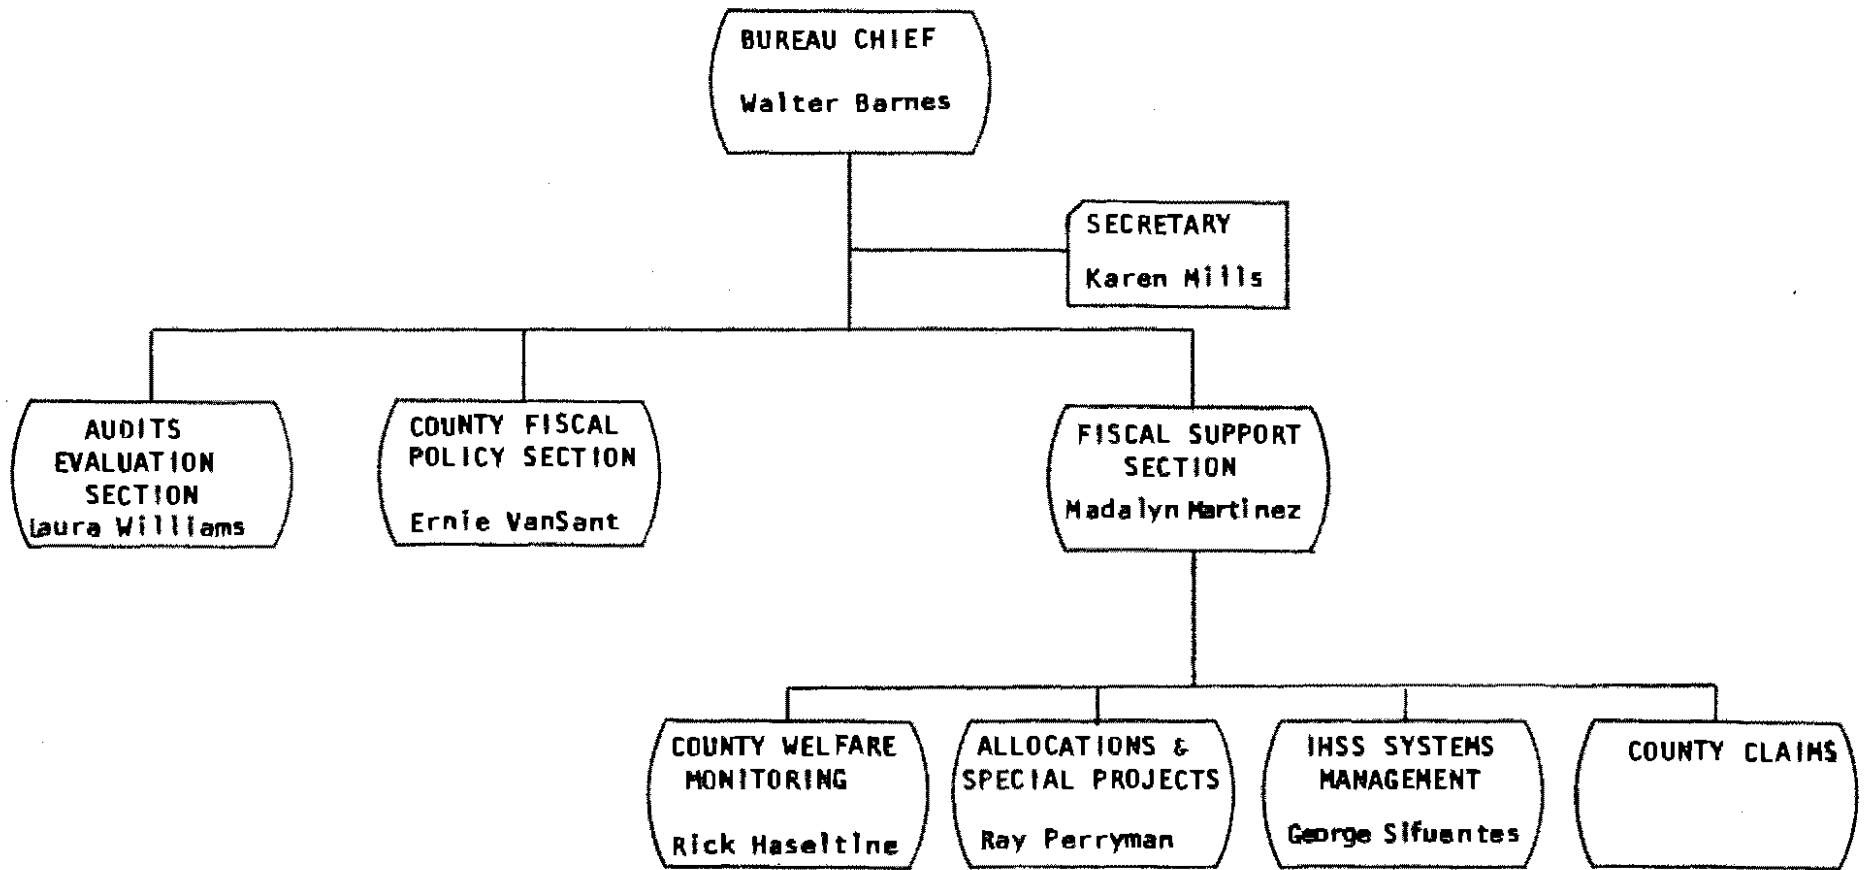 BUREAU CHIEF
Walter Barnes
SECRETARY
Karen Mills
AUDITS
EVALUATION
SECTION
Laura Williams
COUNTY FISCAL
POLICY SECTION
Ernie VanSant
FISCAL SUPPORT
SECTION
Madalyn Martinez
COUNTY WELFARE
MONITORING
Rick Haseltine
ALLOCATIONS &
SPECIAL PROJECTS
Ray Perryman
IHSS SYSTEMS
MANAGEMENT
George Sifuentes
COUNTY CLAIMS